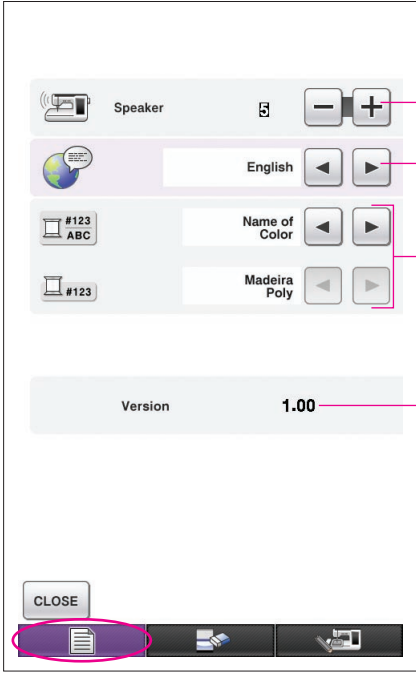 Speaker 5 − +
English
#123
ABC
Name of
Color
#123
Madeira
Poly
Version 1.00
CLOSE